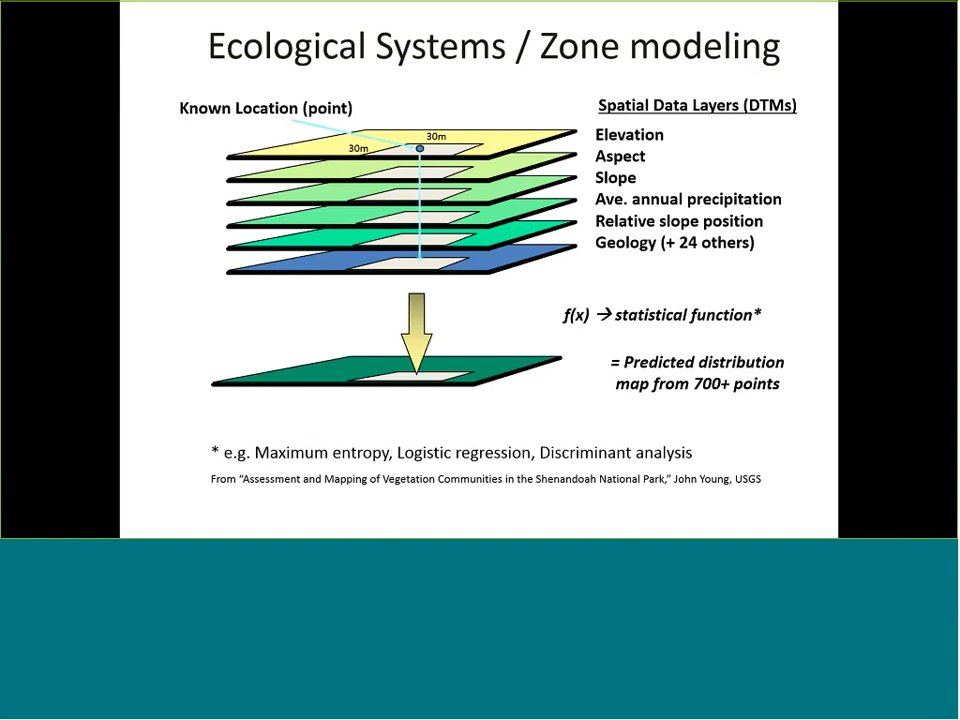 Ecological Systems / Zone modeling
Known Location (point)
Spatial Data Layers (DTMs)
30m
30m
Elevation
Aspect
Slope
Ave. annual precipitation
Relative slope position
Geology (+ 24 others)
f(x) → statistical function*
= Predicted distribution
map from 700+ points
* e.g. Maximum entropy, Logistic regression, Discriminant analysis
From “Assessment and Mapping of Vegetation Communities in the Shenandoah National Park,” John Young, USGS